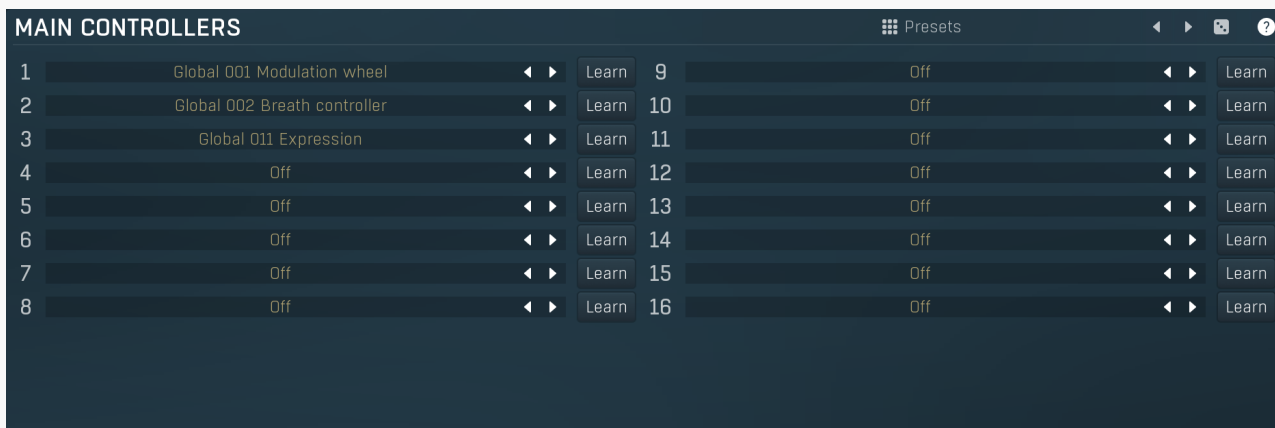 MAIN CONTROLLERS Presets ?
1 Global 001 Modulation wheel Learn 9 Off Learn
2 Global 002 Breath controller Learn 10 Off Learn
3 Global 011 Expression Learn 11 Off Learn
4 Off Learn 12 Off Learn
5 Off Learn 13 Off Learn
6 Off Learn 14 Off Learn
7 Off Learn 15 Off Learn
8 Off Learn 16 Off Learn